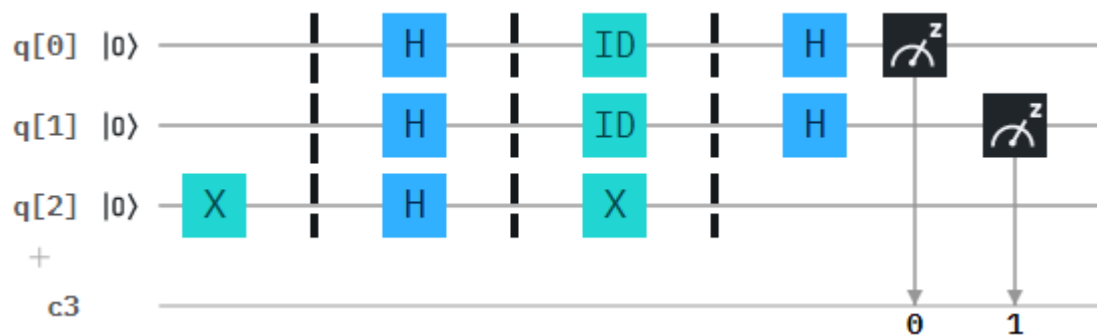 q[0] |0⟩ H ID H z
q[1] |0⟩ H ID H z
q[2] |0⟩ X H X
+
c3
0 1